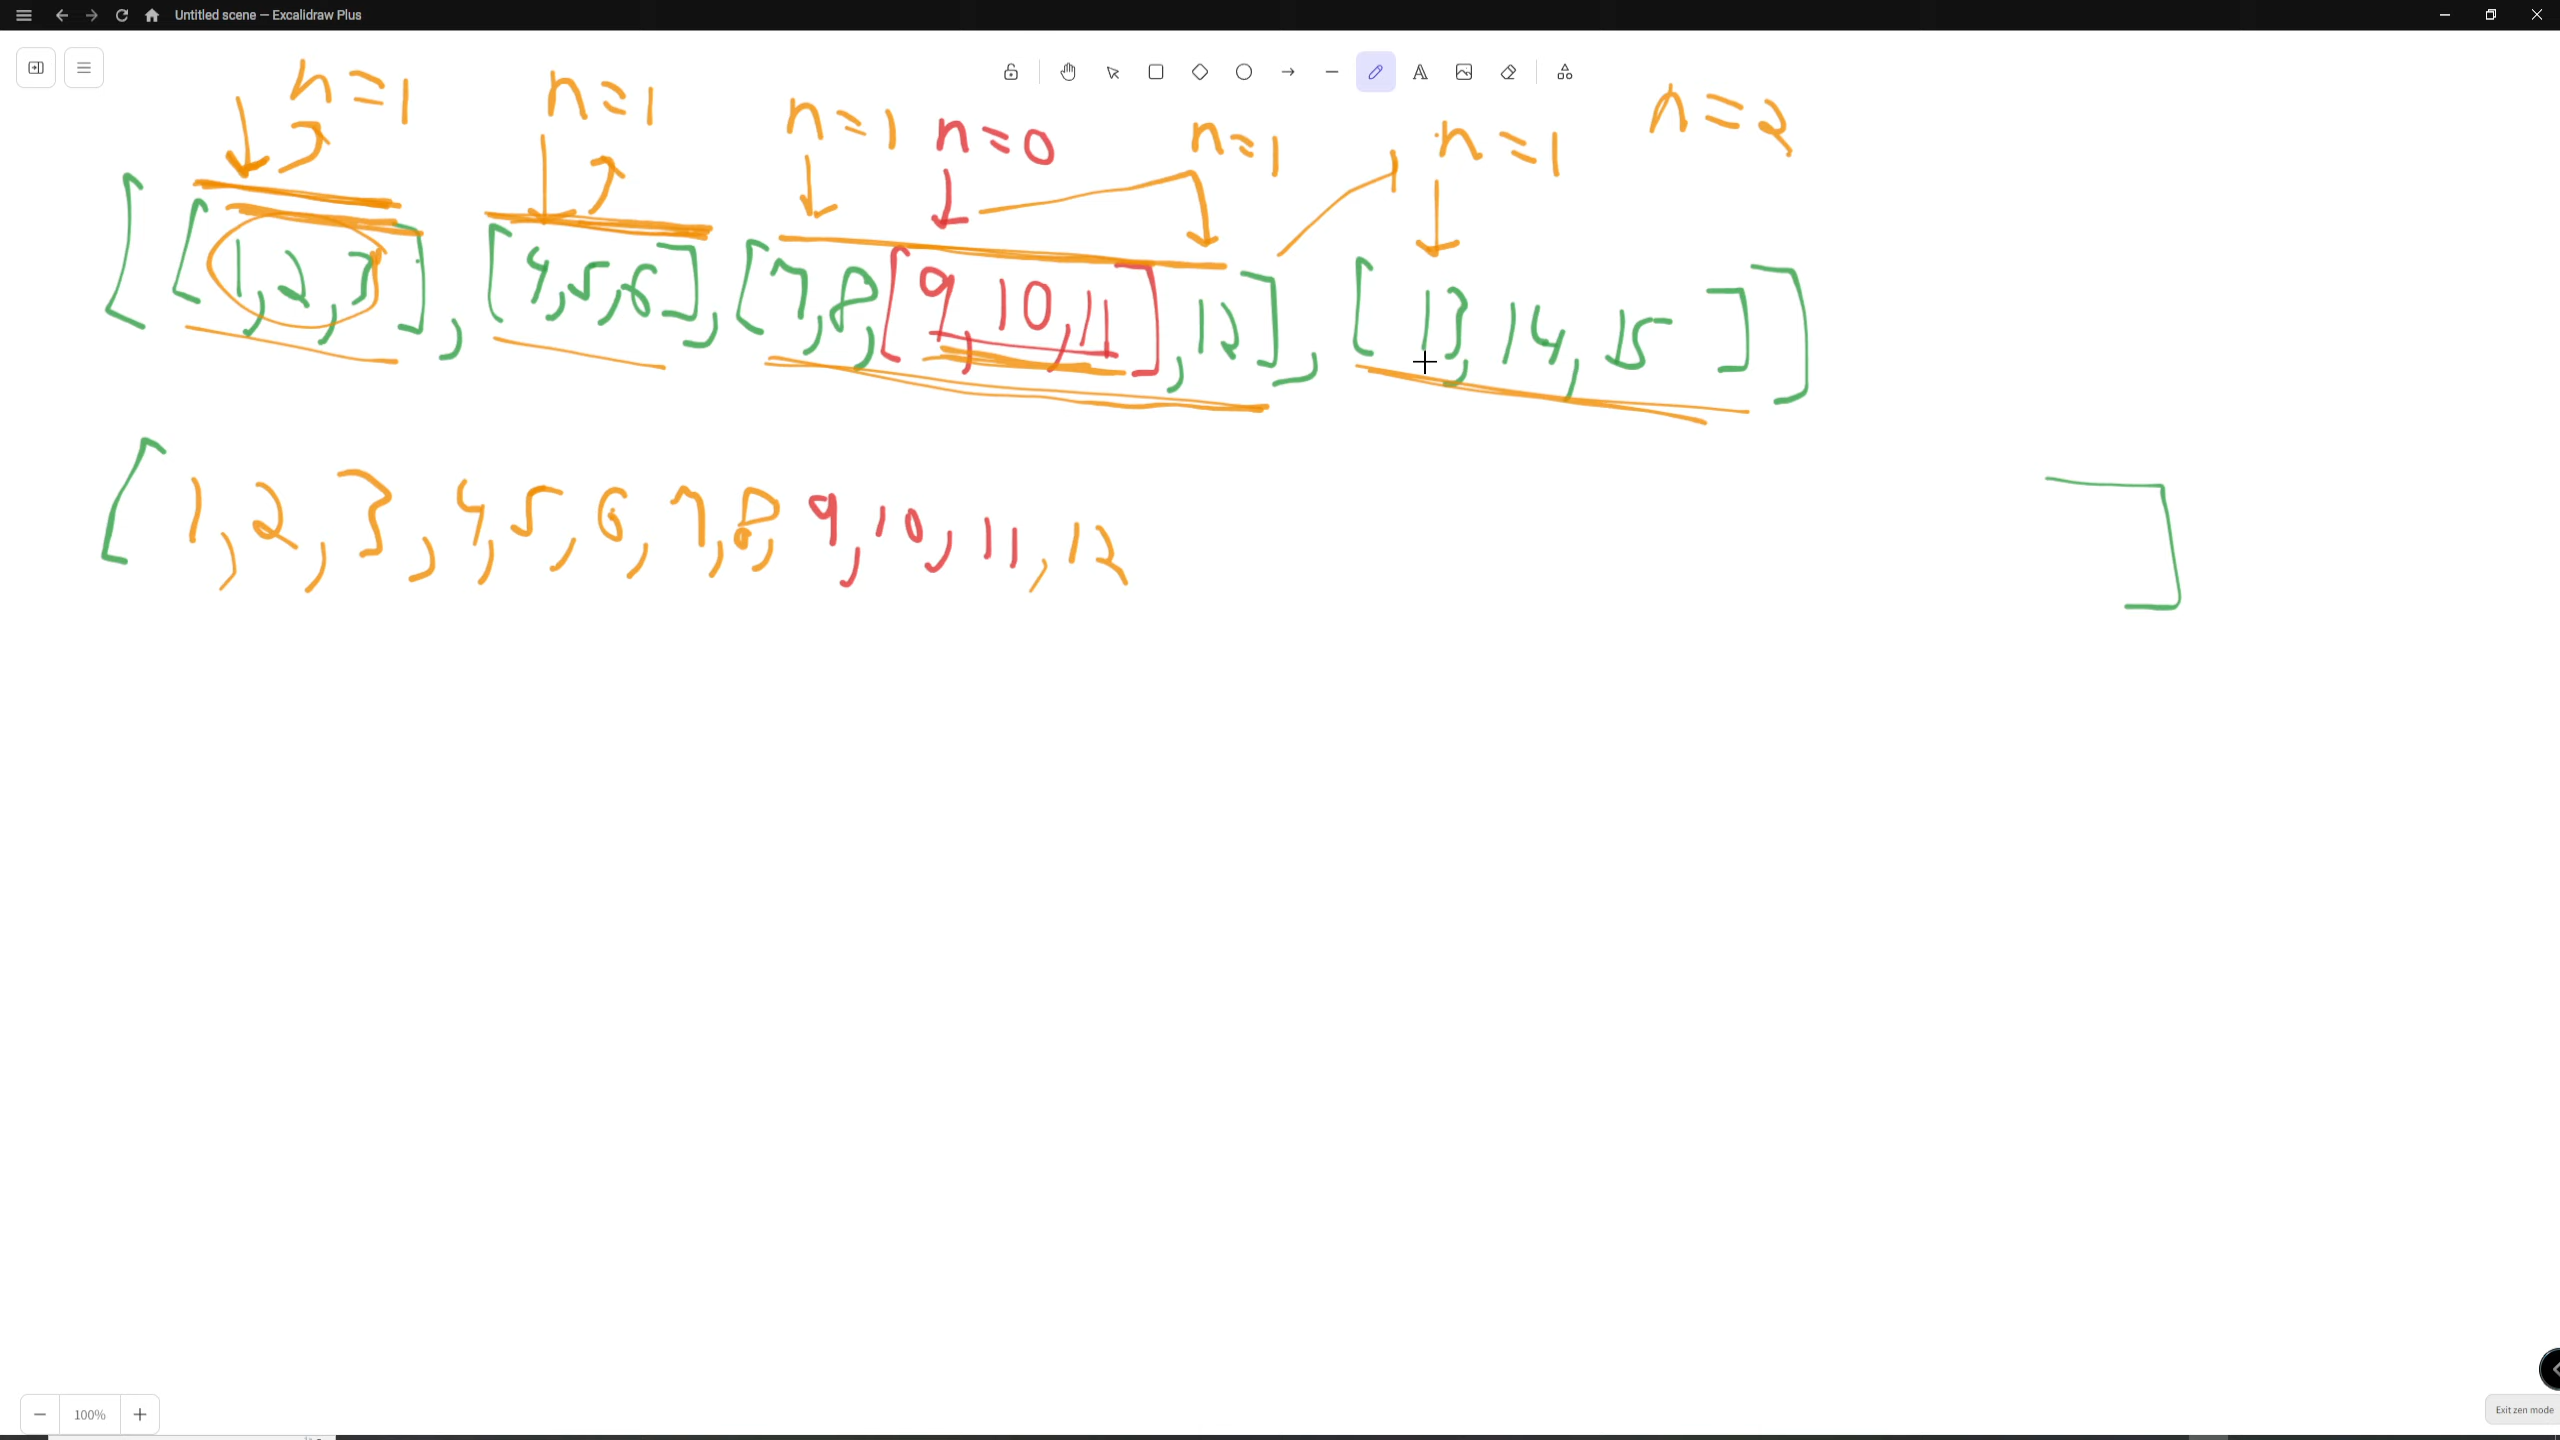 Untitled scene — Excalidraw Plus
n=1 n=1 n=1 n=0 n=1 n=1 n=2
[[1,2,3],[4,5,6],[7,8,[9,10,11],12],[13,14,15]]
[1,2,3,4,5,6,7,8,9,10,11,12 ]
100%
Exit zen mode